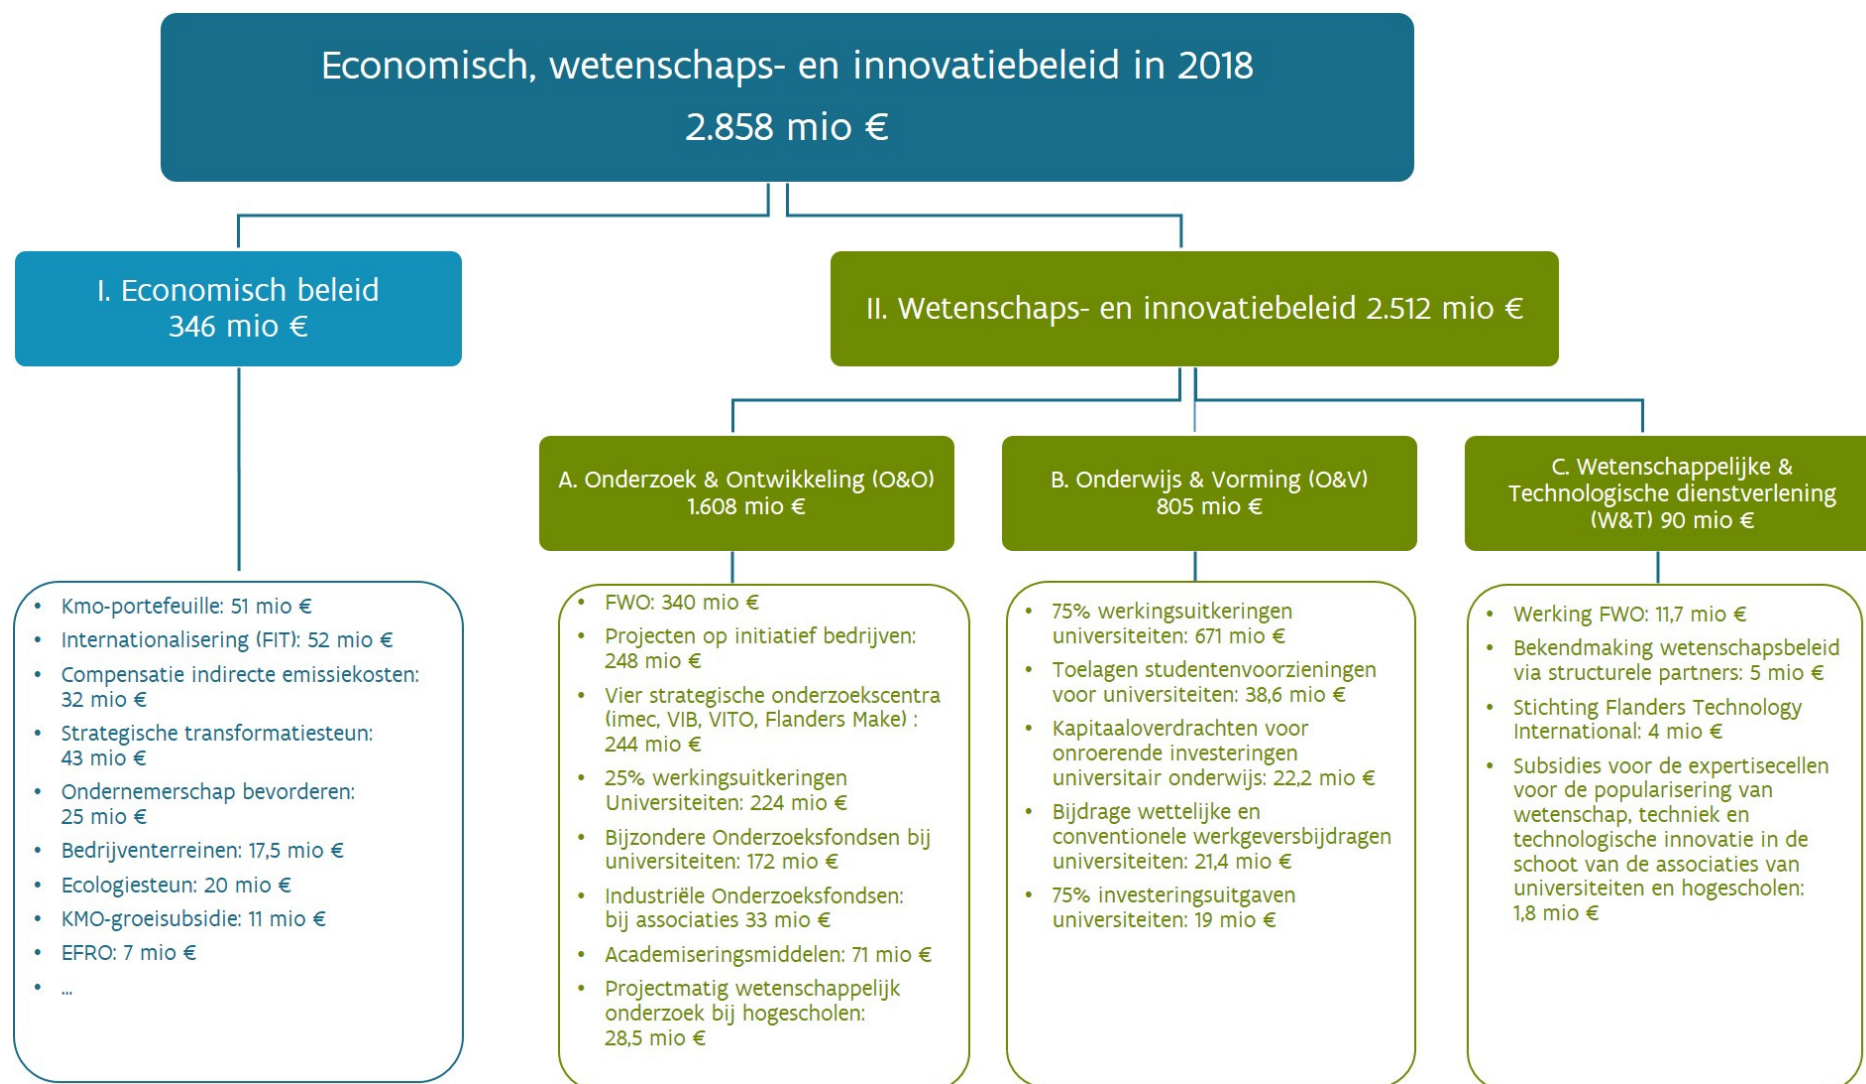 Economisch, wetenschaps- en innovatiebeleid in 2018
2.858 mio €
I. Economisch beleid
346 mio €
II. Wetenschaps- en innovatiebeleid 2.512 mio €
A. Onderzoek & Ontwikkeling (O&O)
1.608 mio €
B. Onderwijs & Vorming (O&V)
805 mio €
C. Wetenschappelijke &
Technologische dienstverlening
(W&T) 90 mio €
• Kmo-portefeuille: 51 mio €
• Internationalisering (FIT): 52 mio €
• Compensatie indirecte emissiekosten:
32 mio €
• Strategische transformatiesteun:
43 mio €
• Ondernemerschap bevorderen:
25 mio €
• Bedrijventerreinen: 17,5 mio €
• Ecologiesteun: 20 mio €
• KMO-groeisubsidie: 11 mio €
• EFRO: 7 mio €
• ...
• FWO: 340 mio €
• Projecten op initiatief bedrijven:
248 mio €
• Vier strategische onderzoekscentra
(imec, VIB, VITO, Flanders Make) :
244 mio €
• 25% werkingsuitkeringen
Universiteiten: 224 mio €
• Bijzondere Onderzoeksfondsen bij
universiteiten: 172 mio €
• Industriële Onderzoeksfondsen:
bij associaties 33 mio €
• Academiseringsmiddelen: 71 mio €
• Projectmatig wetenschappelijk
onderzoek bij hogescholen:
28,5 mio €
• 75% werkingsuitkeringen
universiteiten: 671 mio €
• Toelagen studentenvoorzieningen
voor universiteiten: 38,6 mio €
• Kapitaaloverdrachten voor
onroerende investeringen
universitair onderwijs: 22,2 mio €
• Bijdrage wettelijke en
conventionele werkgeversbijdragen
universiteiten: 21,4 mio €
• 75% investeringsuitgaven
universiteiten: 19 mio €
• Werking FWO: 11,7 mio €
• Bekendmaking wetenschapsbeleid
via structurele partners: 5 mio €
• Stichting Flanders Technology
International: 4 mio €
• Subsidies voor de expertisecellen
voor de popularisering van
wetenschap, techniek en
technologische innovatie in de
schoot van de associaties van
universiteiten en hogescholen:
1,8 mio €